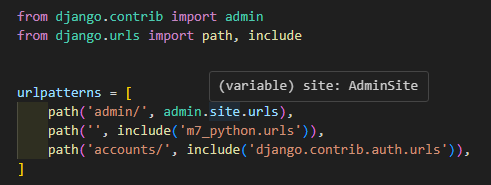 from django.contrib import admin
from django.urls import path, include
urlpatterns = [
(variable) site: AdminSite
    path('admin/', admin.site.urls),
    path('', include('m7_python.urls')),
    path('accounts/', include('django.contrib.auth.urls')),
]